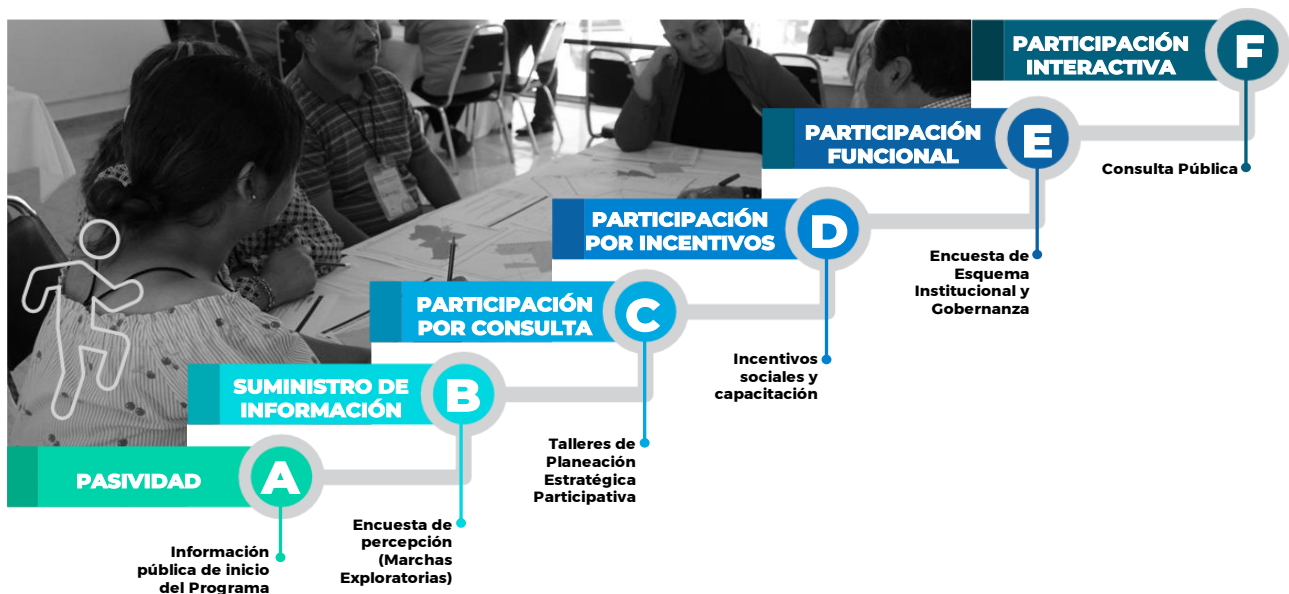 PARTICIPACIÓN
INTERACTIVA
F
Consulta Pública
PARTICIPACIÓN
FUNCIONAL
E
Encuesta de
Esquema
Institucional y
Gobernanza
PARTICIPACIÓN
POR INCENTIVOS
D
Incentivos
sociales y
capacitación
PARTICIPACIÓN
POR CONSULTA
C
Talleres de
Planeación
Estratégica
Participativa
SUMINISTRO DE
INFORMACIÓN
B
Encuesta de
percepción
(Marchas
Exploratorias)
PASIVIDAD
A
Información
pública de inicio
del Programa